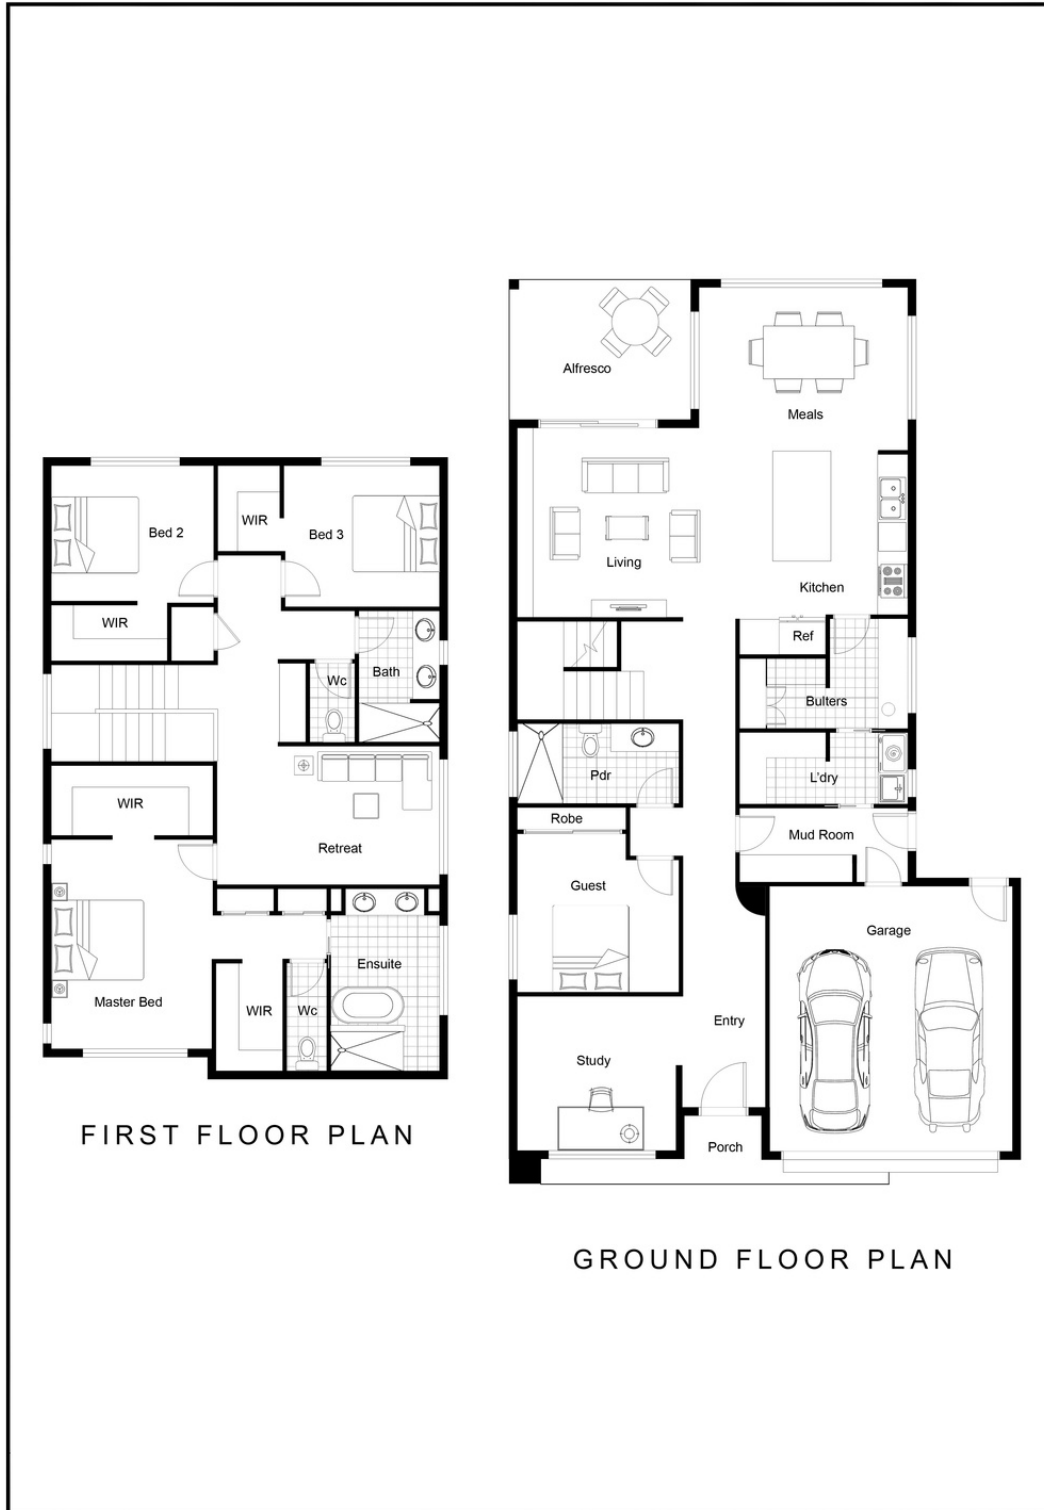 Bed 2
WIR
Bed 3
WIR
Wc
Bath
WIR
Retreat
Master Bed
WIR
Wc
Ensuite
FIRST FLOOR PLAN
Alfresco
Meals
Living
Kitchen
Ref
Bulters
Pdr
L'dry
Robe
Mud Room
Guest
Garage
Entry
Study
Porch
GROUND FLOOR PLAN